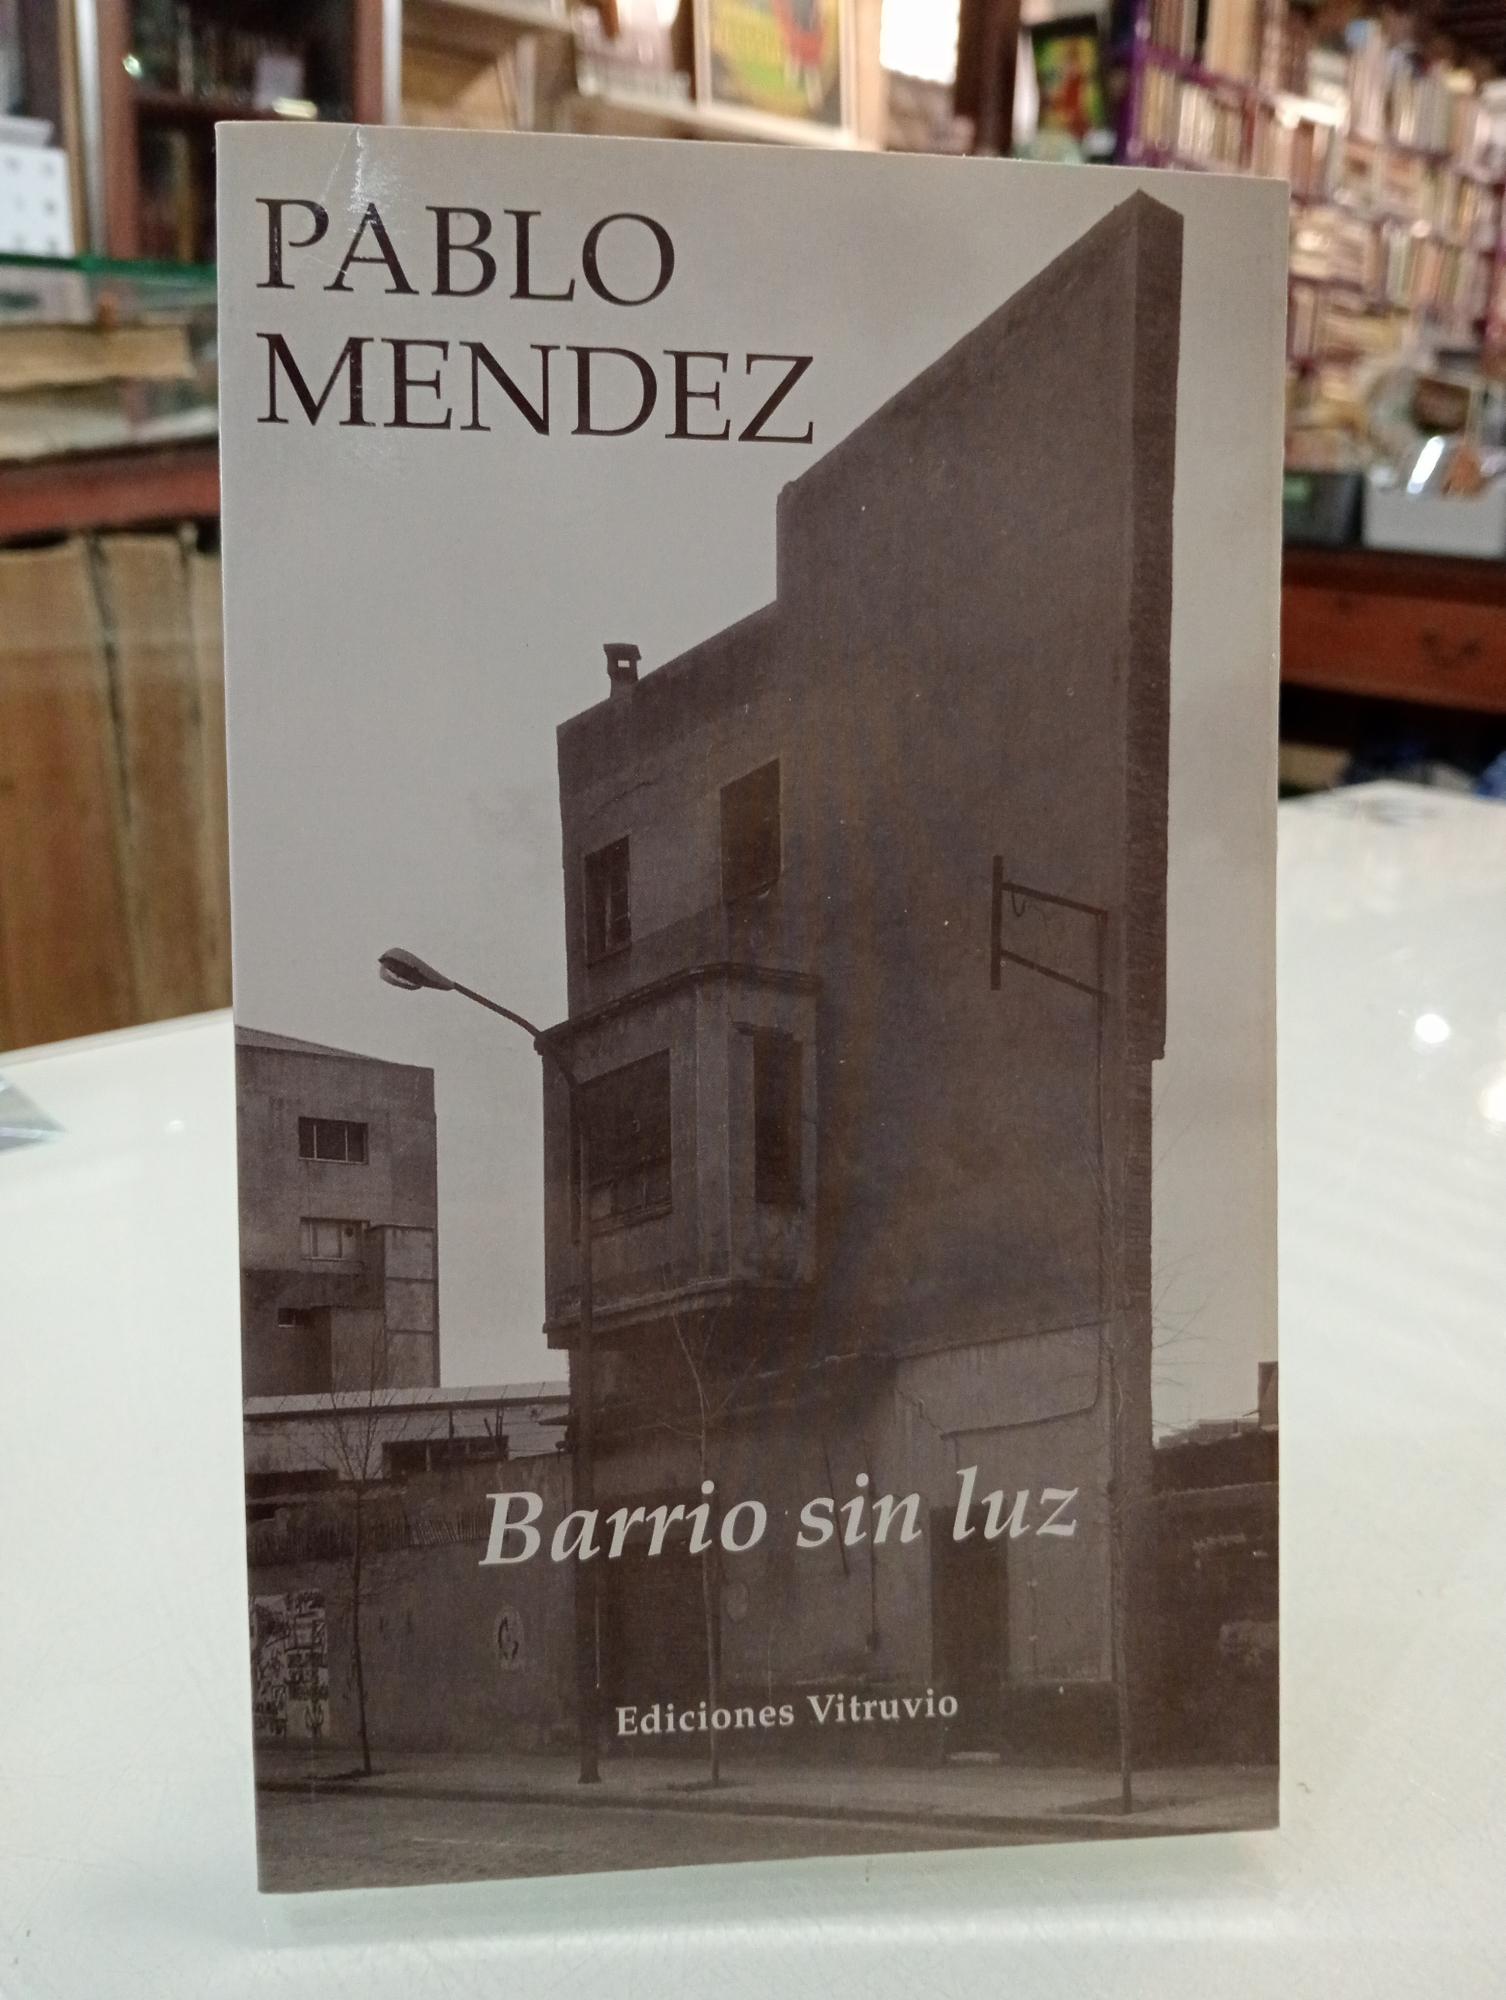 PABLO
MENDEZ
Barrio sin luz
Ediciones Vitruvio